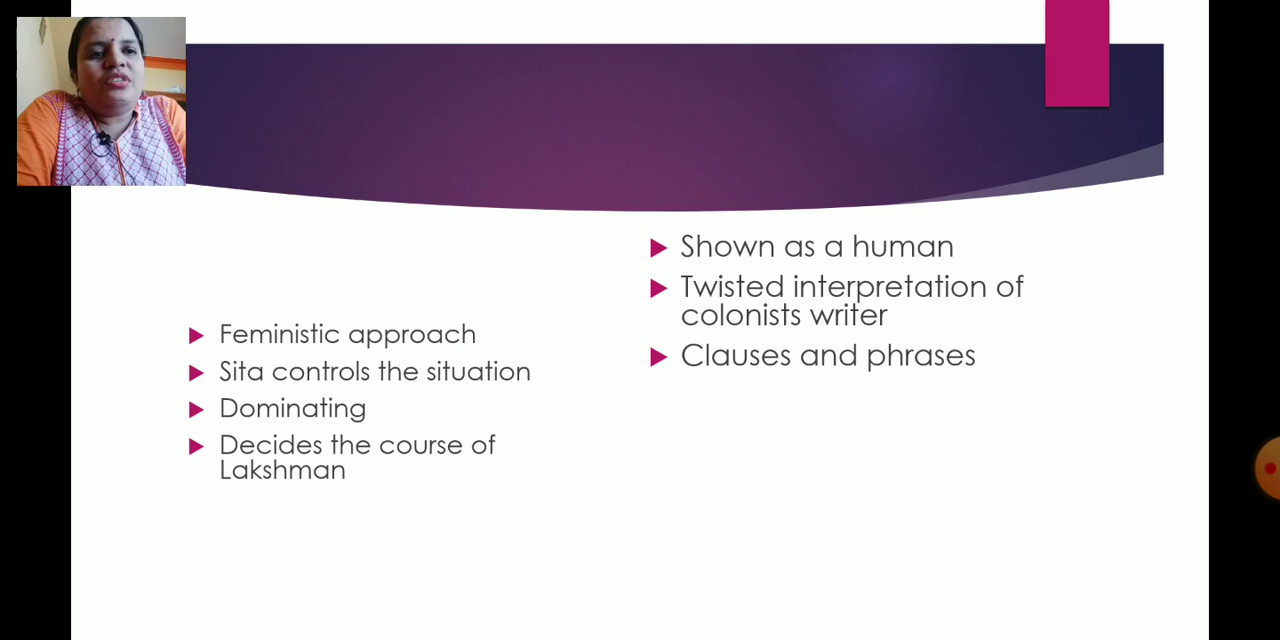 Feministic approach
Sita controls the situation
Dominating
Decides the course of
Lakshman
Shown as a human
Twisted interpretation of
colonists writer
Clauses and phrases